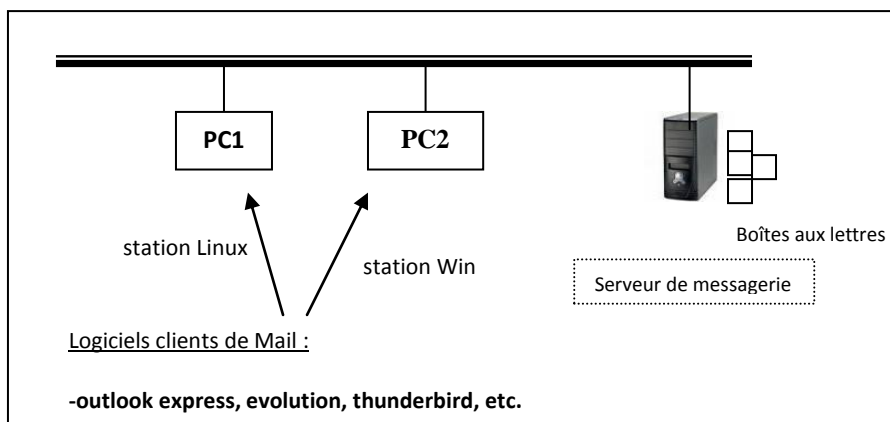 PC1
PC2
station Linux
station Win
Boîtes aux lettres
Serveur de messagerie
Logiciels clients de Mail :
-outlook express, evolution, thunderbird, etc.